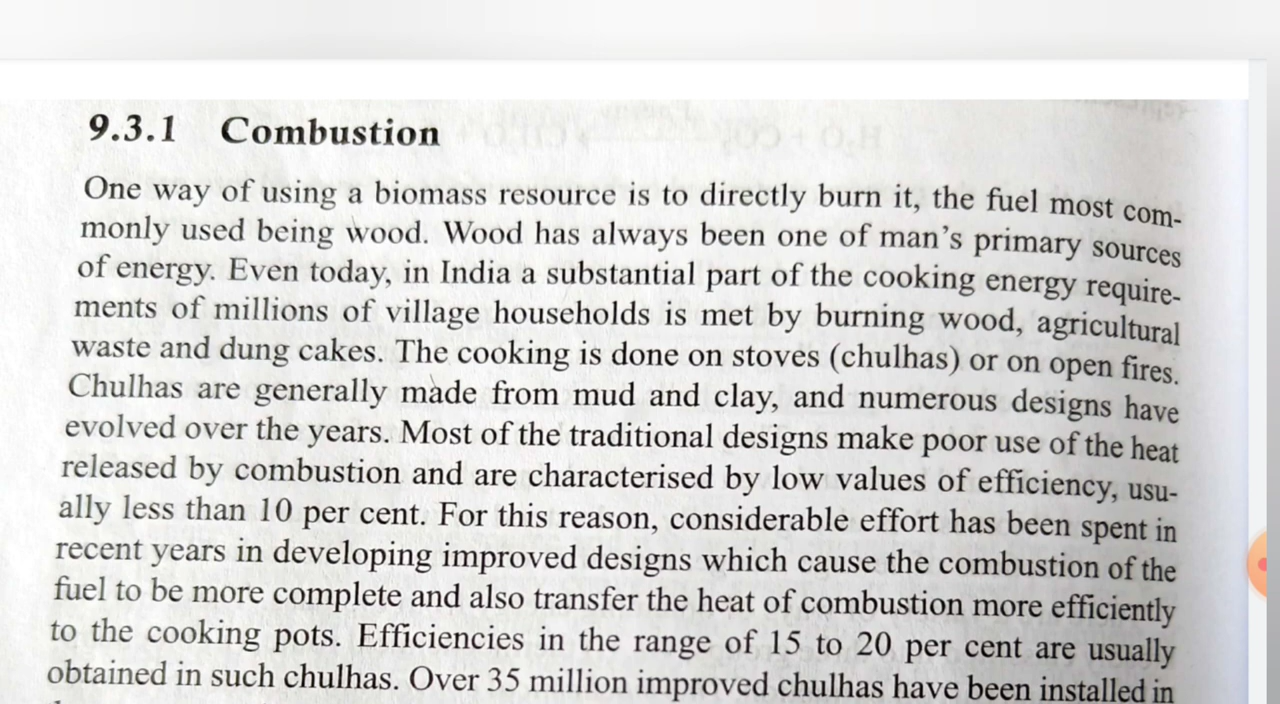 9.3.1 Combustion
One way of using a biomass resource is to directly burn it, the fuel most com-
monly used being wood. Wood has always been one of man's primary sources
of energy. Even today, in India a substantial part of the cooking energy require-
ments of millions of village households is met by burning wood, agricultural
waste and dung cakes. The cooking is done on stoves (chulhas) or on open fires.
Chulhas are generally made from mud and clay, and numerous designs have
evolved over the years. Most of the traditional designs make poor use of the heat
released by combustion and are characterised by low values of efficiency, usu-
ally less than 10 per cent. For this reason, considerable effort has been spent in
recent years in developing improved designs which cause the combustion of the
fuel to be more complete and also transfer the heat of combustion more efficiently
to the cooking pots. Efficiencies in the range of 15 to 20 per cent are usually
obtained in such chulhas. Over 35 million improved chulhas have been installed in